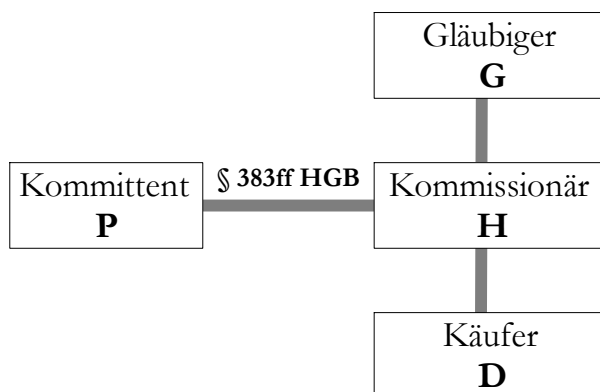 Gläubiger
G
Kommittent
P
§ 383ff HGB
Kommissionär
H
Käufer
D